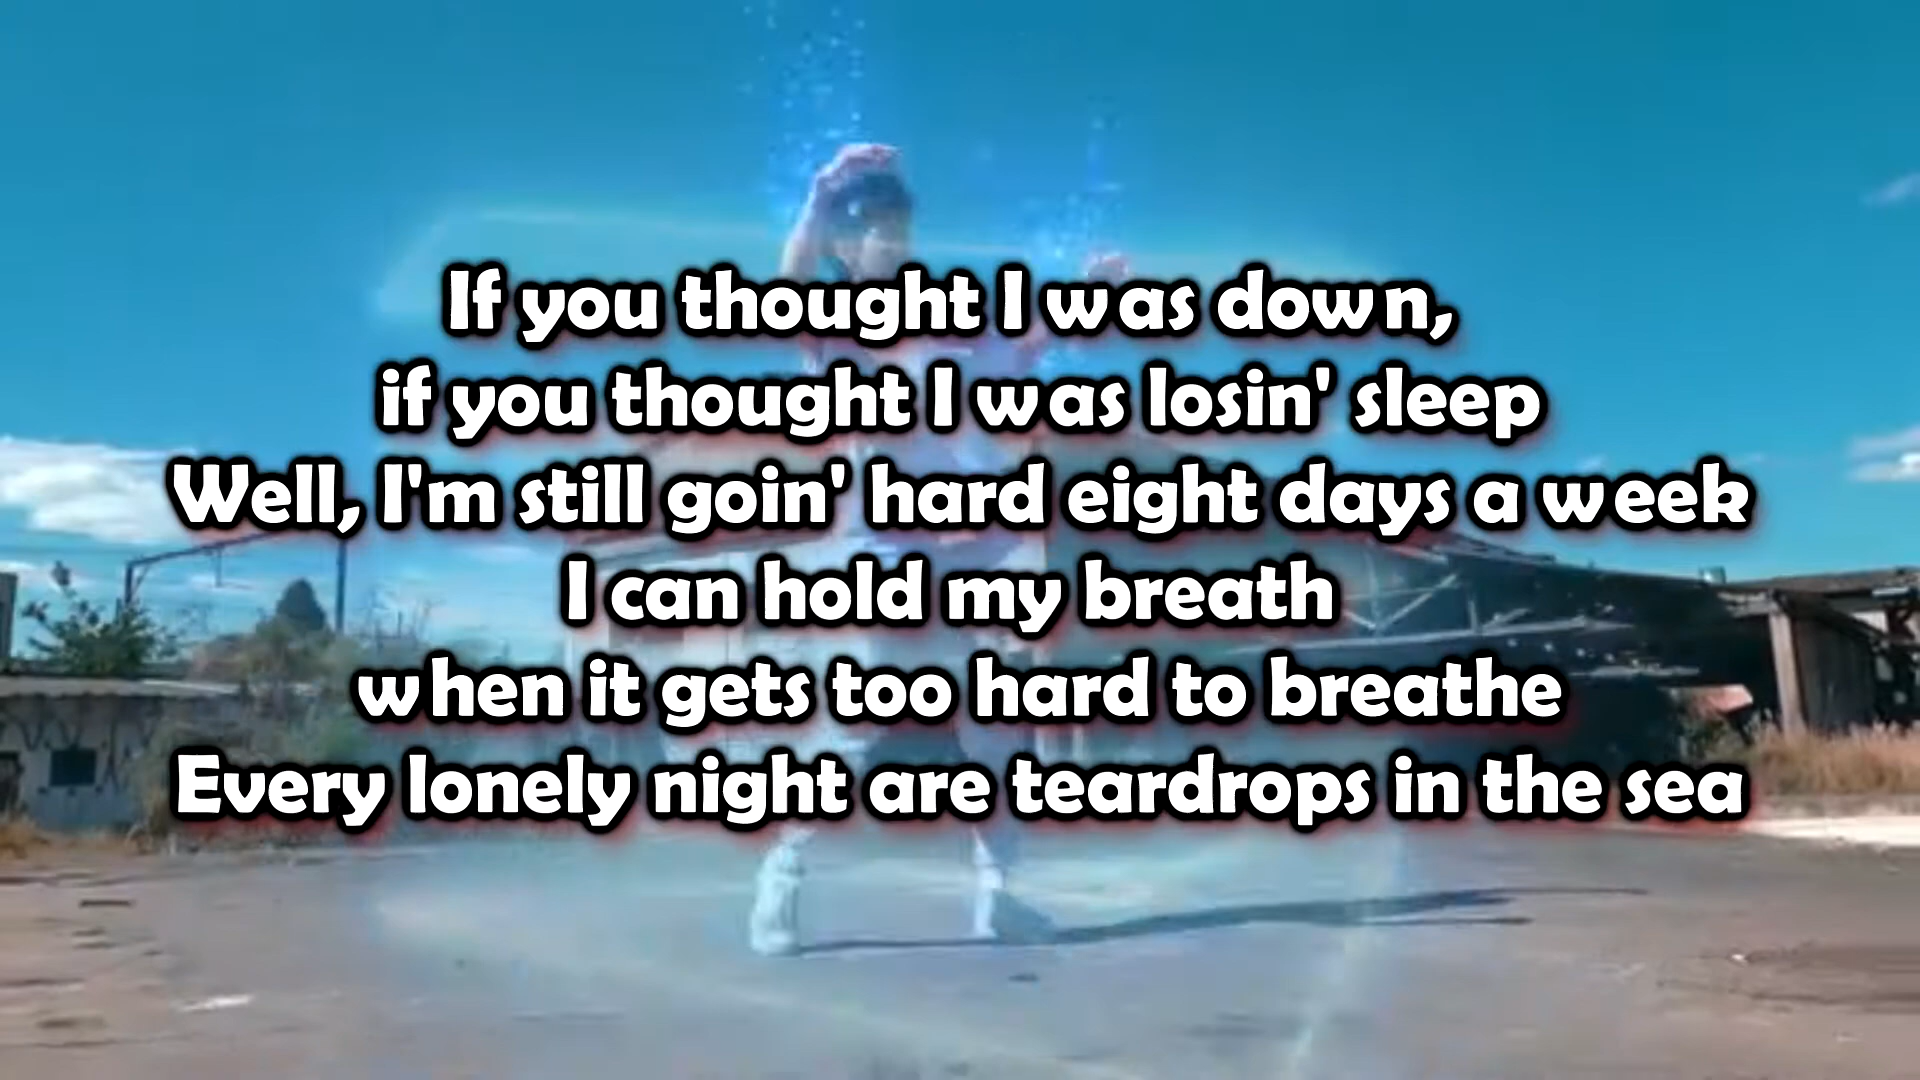 If you thought I was down,
if you thought I was losin' sleep
Well, I'm still goin' hard eight days a week
I can hold my breath
when it gets too hard to breathe
Every lonely night are teardrops in the sea